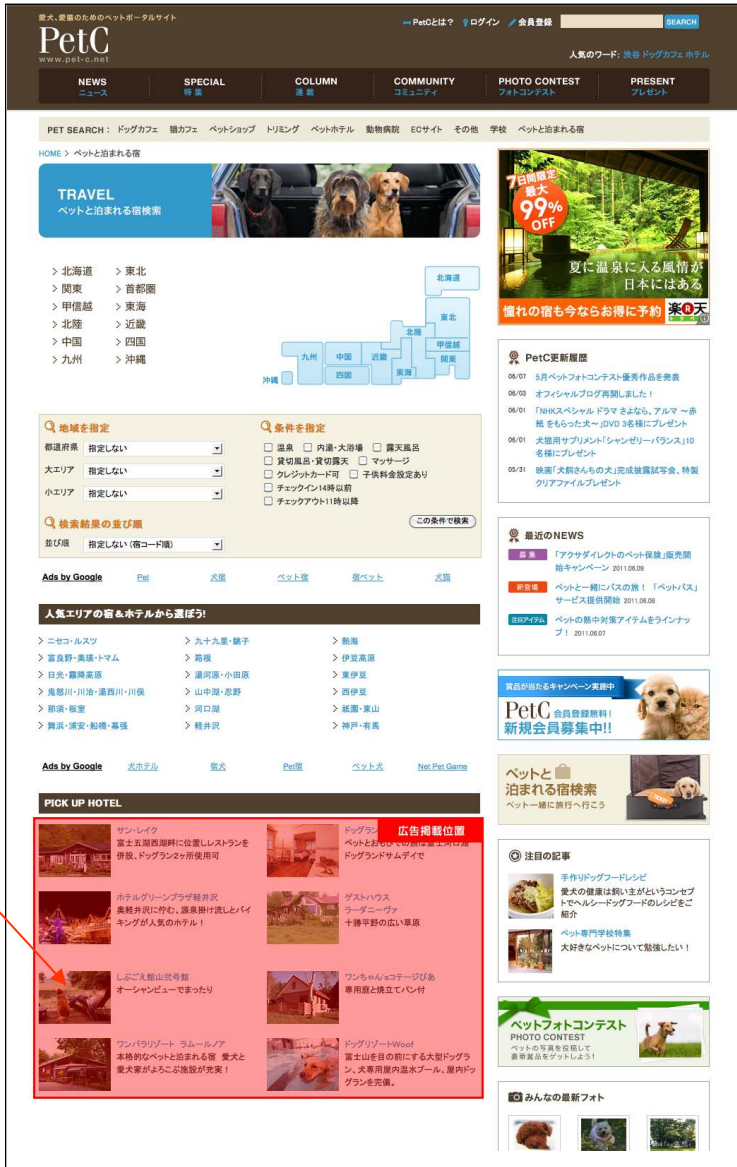 愛犬、愛猫のためのペットポータルサイト
PetC
www.pet-c.net
PetCとは? ログイン 会員登録 SEARCH
人気のワード: 渋谷 ドッグカフェ ホテル
NEWS SPECIAL COLUMN COMMUNITY PHOTO CONTEST PRESENT
ニュース 特集 連載 コミュニティ フォトコンテスト プレゼント
PET SEARCH : ドッグカフェ 猫カフェ ペットショップ トリミング ペットホテル 動物病院 ECサイト その他 学校 ペットと泊まれる宿
HOME > ペットと泊まれる宿
TRAVEL
ペットと泊まれる宿検索
> 北海道 > 東北
> 関東 > 首都圏
> 甲信越 > 東海
> 北陸 > 近畿
> 中国 > 四国
> 九州 > 沖縄
北海道
東北
北陸
甲信越
九州 中国 近畿 関東
四国 東海
沖縄
地域を指定
都道府県 指定しない
大エリア 指定しない
小エリア 指定しない
検索結果の並び順
並び順 指定しない (宿コード順)
条件を指定
温泉 内湯・大浴場 露天風呂
貸切風呂・貸切露天 マッサージ
クレジットカード可 子供料金設定あり
チェックイン14時以前
チェックアウト11時以降
この条件で検索
Ads by Google Pet 犬宿 ペット宿 宿ペット 犬猫
人気エリアの宿&ホテルから選ぼう!
> ニセコ・ルスツ > 九十九里・銚子 > 熱海
> 富良野・美瑛・トマム > 箱根 > 伊豆高原
> 日光・霧降高原 > 湯河原・小田原 > 東伊豆
> 鬼怒川・川治・湯西川・川俣 > 山中湖・忍野 > 西伊豆
> 那須・板室 > 河口湖 > 祇園・東山
> 舞浜・浦安・船橋・幕張 > 軽井沢 > 神戸・有馬
Ads by Google 犬ホテル 宿犬 Pet宿 ペット犬 Net Pet Game
PICK UP HOTEL
広告掲載位置
サン・レイク
富士五湖西湖畔に位置しレストランを
併設、ドッグラン2ヶ所使用可
ドッグラン
ペットとおもひでの旅は富士河口湖
ドッグランドサムデイで
ホテルグリーンプラザ軽井沢
奥軽井沢に佇む、源泉掛け流しとバイ
キングが人気のホテル!
ゲストハウス
ラーダニーヴァ
十勝平野の広い草原
しぶごえ館山弐号館
オーシャンビューでまったり
ワンちゃん'sコテージぴあ
専用庭と焼立てパン付
ワンパラリゾート ラムールノア
本格的なペットと泊まれる宿 愛犬と
愛犬家がよろこぶ施設が充実!
ドッグリゾートWoof
富士山を目の前にする大型ドッグラ
ン、犬専用屋内温水プール、屋内ドッ
グランを完備。
7日間限定
最大
99%
OFF
夏に温泉に入る風情が
日本にはある
憧れの宿も今ならお得に予約 楽天
PetC更新履歴
06/07 5月ペットフォトコンテスト優秀作品を発表
06/03 オフィシャルブログ再開しました!
06/01 「NHKスペシャルドラマ さよなら、アルマ ~赤
紙をもらった犬~」DVD 3名様にプレゼント
06/01 犬猫用サプリメント「シャンゼリーバランス」10
名様にプレゼント
05/31 映画「犬飼さんちの犬」完成披露試写会、特製
クリアファイルプレゼント
最近のNEWS
募集 「アクサダイレクトのペット保険」販売開
始キャンペーン 2011.06.09
新登場 ペットと一緒にバスの旅! 「ペットバス」
サービス提供開始 2011.06.08
注目アイテム ペットの熱中対策アイテムをラインナッ
プ! 2011.06.07
賞品が当たるキャンペーン実施中
PetC 会員登録無料!
新規会員募集中!!
ペットと
泊まれる宿検索
ペット一緒に旅行へ行こう
注目の記事
手作りドッグフードレシピ
愛犬の健康は飼い主がというコンセプ
トでヘルシードッグフードのレシピをご
紹介
ペット専門学校特集
大好きなペットについて勉強したい!
ペットフォトコンテスト
PHOTO CONTEST
ペットの写真を投稿して
豪華賞品をゲットしよう!
みんなの最新フォト